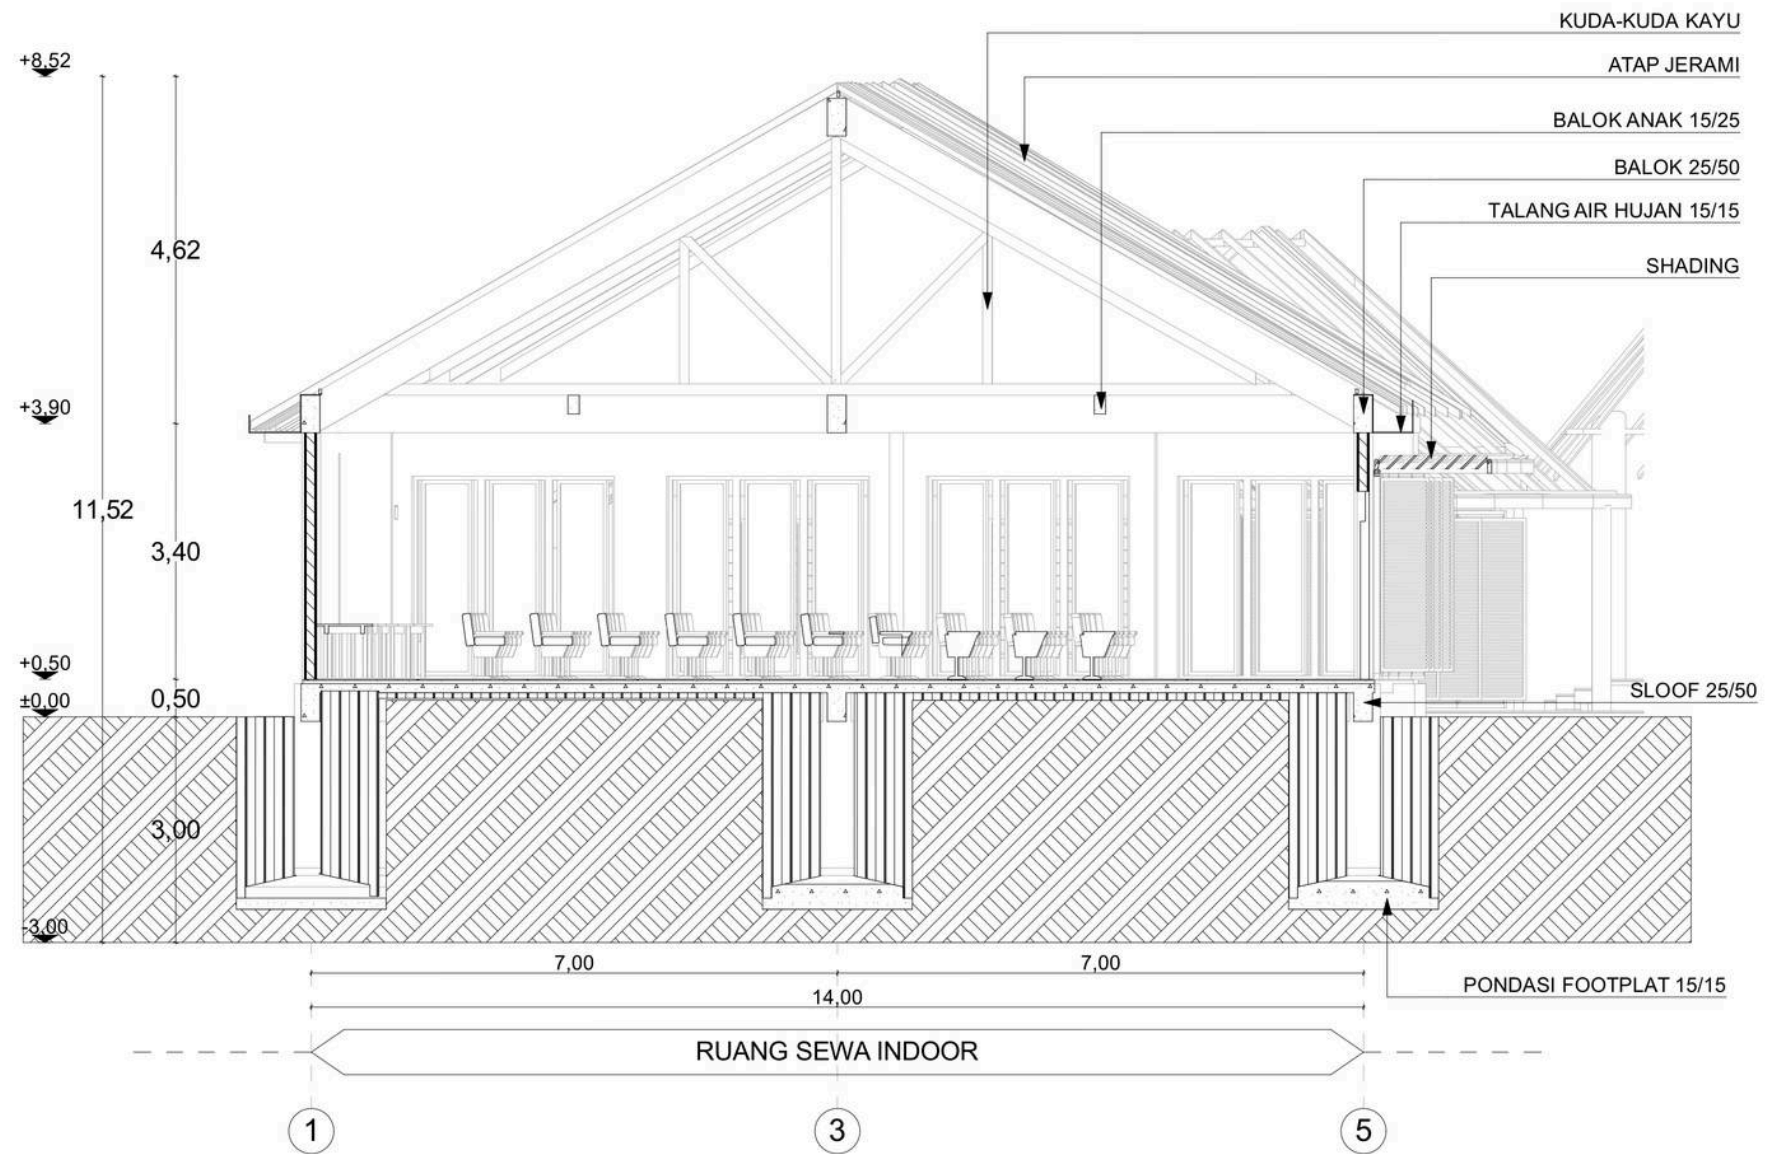 KUDA-KUDA KAYU
+8,52
ATAP JERAMI
BALOK ANAK 15/25
BALOK 25/50
TALANG AIR HUJAN 15/15
4,62
SHADING
+3,90
11,52
3,40
+0,50
±0,00
0,50
SLOOF 25/50
3,00
-3,00
7,00
7,00
PONDASI FOOTPLAT 15/15
14,00
RUANG SEWA INDOOR
1
3
5